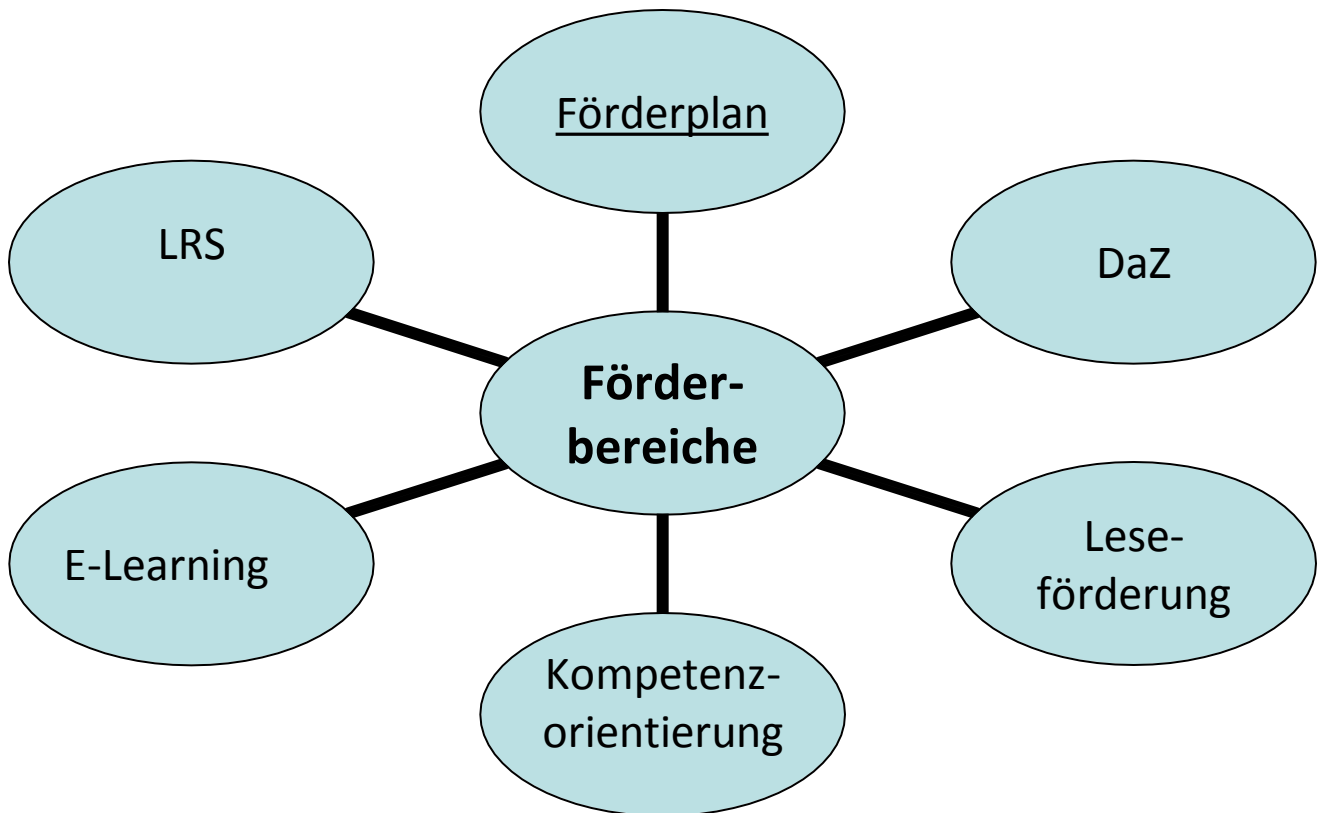 Förderplan
LRS
DaZ
Förder-
bereiche
E-Learning
Lese-
förderung
Kompetenz-
orientierung